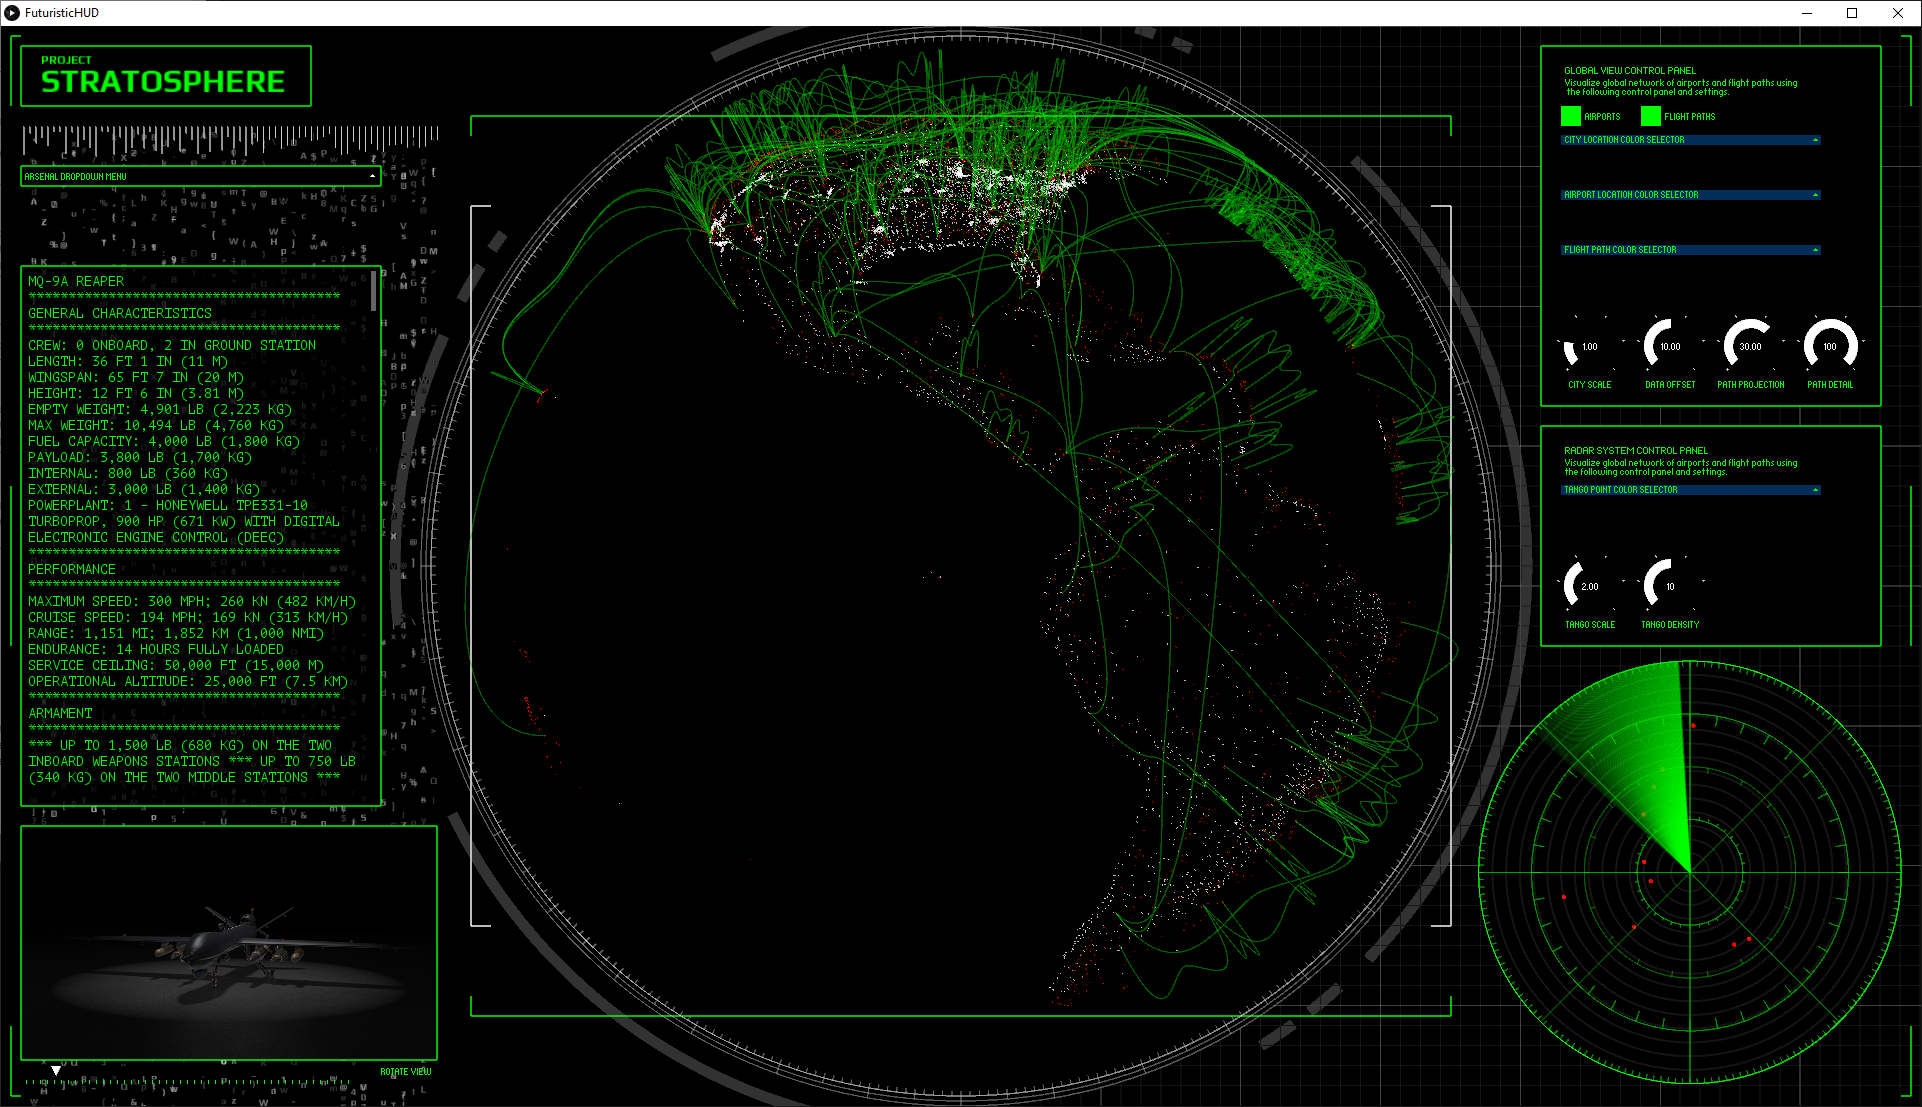 FuturisticHUD
PROJECT
STRATOSPHERE
ARSENAL DROPDOWN MENU
MQ-9A REAPER
***************************************
GENERAL CHARACTERISTICS
***************************************
CREW: 0 ONBOARD, 2 IN GROUND STATION
LENGTH: 36 FT 1 IN (11 M)
WINGSPAN: 65 FT 7 IN (20 M)
HEIGHT: 12 FT 6 IN (3.81 M)
EMPTY WEIGHT: 4,901 LB (2,223 KG)
MAX WEIGHT: 10,494 LB (4,760 KG)
FUEL CAPACITY: 4,000 LB (1,800 KG)
PAYLOAD: 3,800 LB (1,700 KG)
INTERNAL: 800 LB (360 KG)
EXTERNAL: 3,000 LB (1,400 KG)
POWERPLANT: 1 - HONEYWELL TPE331-10
TURBOPROP, 900 HP (671 KW) WITH DIGITAL
ELECTRONIC ENGINE CONTROL (DEEC)
***************************************
PERFORMANCE
***************************************
MAXIMUM SPEED: 300 MPH; 260 KN (482 KM/H)
CRUISE SPEED: 194 MPH; 169 KN (313 KM/H)
RANGE: 1,151 MI; 1,852 KM (1,000 NMI)
ENDURANCE: 14 HOURS FULLY LOADED
SERVICE CEILING: 50,000 FT (15,000 M)
OPERATIONAL ALTITUDE: 25,000 FT (7.5 KM)
***************************************
ARMAMENT
***************************************
*** UP TO 1,500 LB (680 KG) ON THE TWO
INBOARD WEAPONS STATIONS *** UP TO 750 LB
(340 KG) ON THE TWO MIDDLE STATIONS ***
ROTATE VIEW
GLOBAL VIEW CONTROL PANEL
Visualize global network of airports and flight paths using
the following control panel and settings.
AIRPORTS
FLIGHT PATHS
CITY LOCATION COLOR SELECTOR
AIRPORT LOCATION COLOR SELECTOR
FLIGHT PATH COLOR SELECTOR
1.00
10.00
30.00
100
CITY SCALE
DATA OFFSET
PATH PROJECTION
PATH DETAIL
RADAR SYSTEM CONTROL PANEL
Visualize global network of airports and flight paths using
the following control panel and settings.
TANGO POINT COLOR SELECTOR
2.00
10
TANGO SCALE
TANGO DENSITY